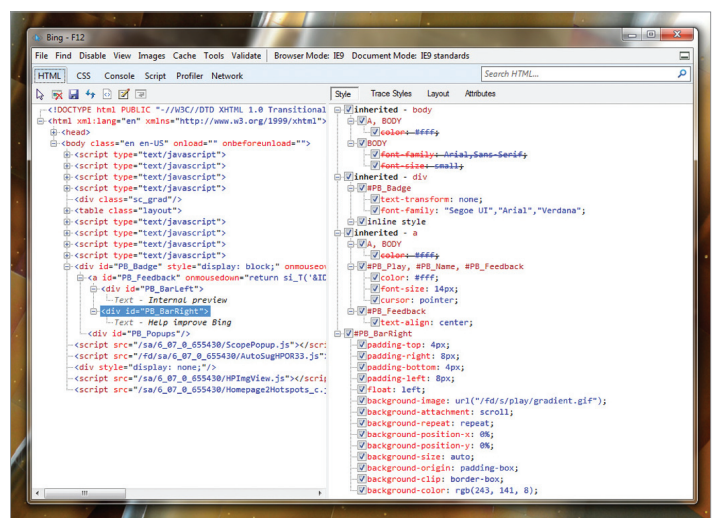 Bing - F12
File Find Disable View Images Cache Tools Validate Browser Mode: IE9 Document Mode: IE9 standards
HTML CSS Console Script Profiler Network
Search HTML...
Style Trace Styles Layout Attributes
<!DOCTYPE html PUBLIC "-//W3C//DTD XHTML 1.0 Transitional
<html xml:lang="en" xmlns="http://www.w3.org/1999/xhtml">
<head>
<body class="en en-US" onload="" onbeforeunload="">
<script type="text/javascript">
<script type="text/javascript">
<script type="text/javascript">
<div class="sc_grad"/>
<table class="layout">
<script type="text/javascript">
<script type="text/javascript">
<script type="text/javascript">
<div id="PB_Badge" style="display: block;" onmouseov
<a id="PB_Feedback" onmousedown="return si_T('&ID
<div id="PB_BarLeft">
Text - Internal preview
<div id="PB_BarRight">
Text - Help improve Bing
<div id="PB_Popups"/>
<script src="/sa/6_07_0_655430/ScopePopup.js"></scri
<script src="/fd/sa/6_07_0_655430/AutoSugHPOR33.js"
<div style="display: none;"/>
<script src="/sa/6_07_0_655430/HPImgView.js"></scrip
<script src="/sa/6_07_0_655430/Homepage2Hotspots_c.j
inherited - body
A, BODY
color: #fff;
BODY
font-family: Arial,Sans-Serif;
font-size: small;
inherited - div
#PB_Badge
text-transform: none;
font-family: "Segoe UI","Arial","Verdana";
inline style
inherited - a
A, BODY
color: #fff;
#PB_Play, #PB_Name, #PB_Feedback
color: #fff;
font-size: 14px;
cursor: pointer;
#PB_Feedback
text-align: center;
#PB_BarRight
padding-top: 4px;
padding-right: 8px;
padding-bottom: 4px;
padding-left: 8px;
float: left;
background-image: url("/fd/s/play/gradient.gif");
background-attachment: scroll;
background-repeat: repeat;
background-position-x: 0%;
background-position-y: 0%;
background-size: auto;
background-origin: padding-box;
background-clip: border-box;
background-color: rgb(243, 141, 8);